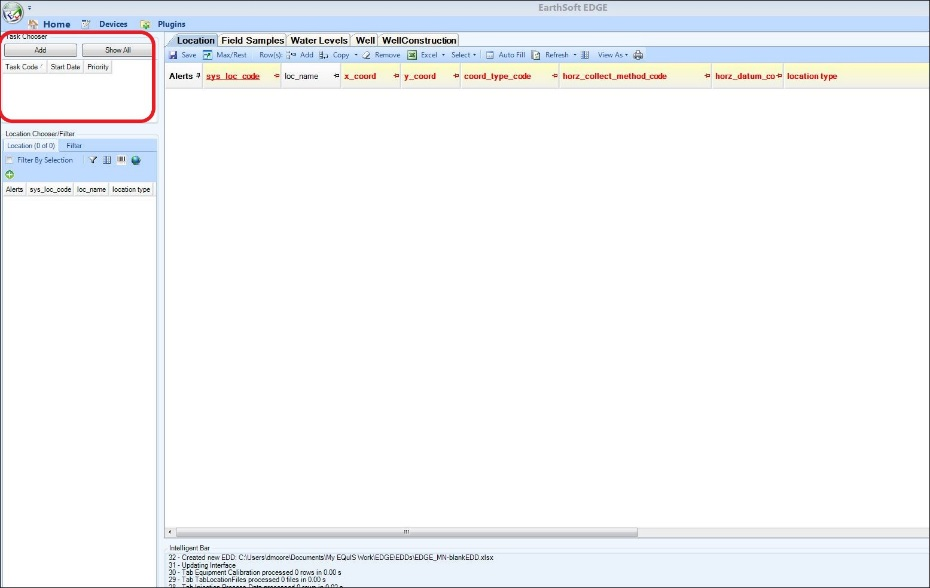 EarthSoft EDGE
Home Devices Plugins
Task Chooser
Add Show All
Task Code Start Date Priority
Location Chooser/Filter
Location (0 of 0) Filter
Filter By Selection
Alerts sys_loc_code loc_name location type
Location Field Samples Water Levels Well WellConstruction
Save Max/Rest Row(s): Add Copy Remove Excel Select Auto Fill Refresh View As
Alerts sys_loc_code loc_name x_coord y_coord coord_type_code horz_collect_method_code horz_datum_co location type
Intelligent Bar
32 - Created new EDD: C:\Users\dmoore\Documents\My EQuIS Work\EDGE\EDDs\EDGE_MN-blankEDD.xlsx
31 - Updating Interface
30 - Tab Equipment Calibration processed 0 rows in 0.00 s
29 - Tab TabLocationFiles processed 0 files in 0.00 s